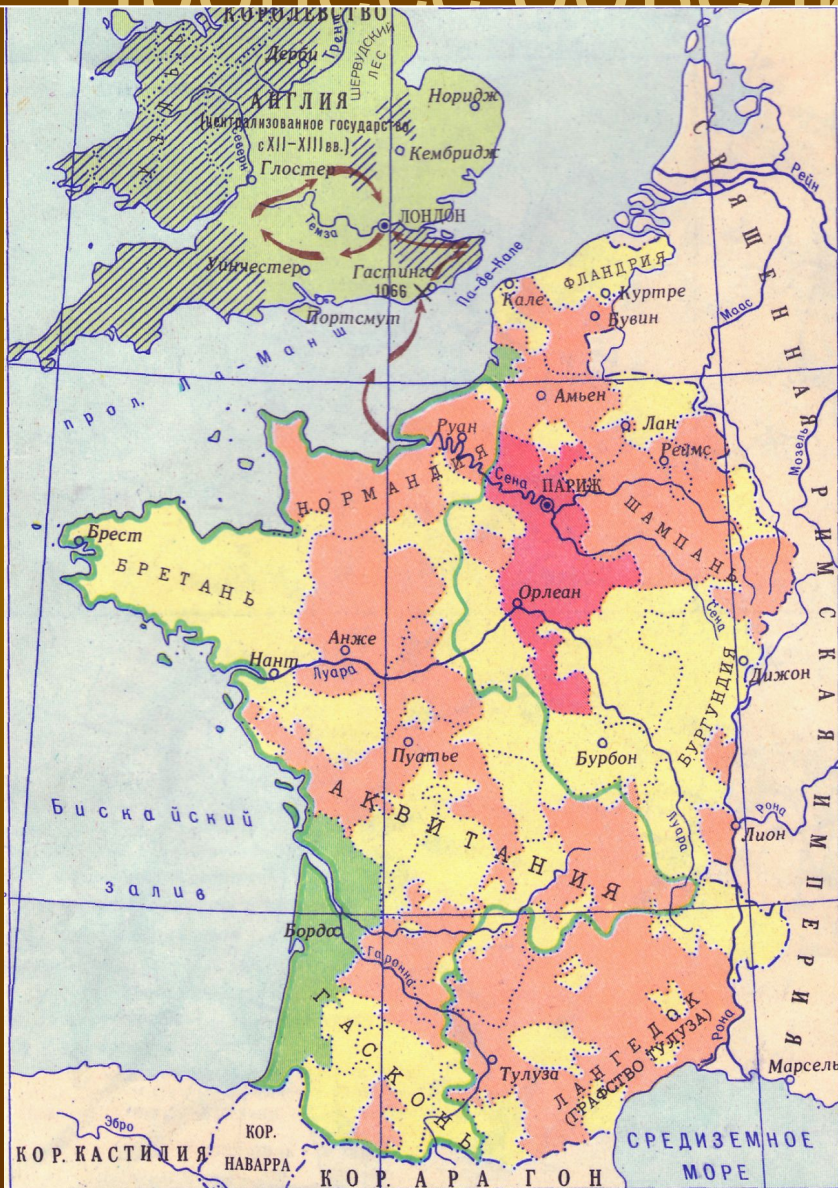 КОРОЛЕВСТВО
Дерби
Трент
ШЕРВУДСКИЙ
ЛЕС
УЭЛЬС
АНГЛИЯ
(централизованное государство
с XII–XIII вв.)
Норидж
Кембридж
Северн
Глостер
Темза
ЛОНДОН
Уинчестер
Гастингс
1066
Портсмут
Па-де-Кале
прол. Ла-Манш
Рейн
СВЯЩЕННАЯ РИМСКАЯ ИМПЕРИЯ
ФЛАНДРИЯ
Кале
Куртре
Бувин
Маас
Амьен
Лан
Руан
Реймс
Мозель
НОРМАНДИЯ
Сена
ПАРИЖ
ШАМПАНЬ
Брест
БРЕТАНЬ
Орлеан
Сена
Анже
Нант
Луара
Дижон
БУРГУНДИЯ
Пуатье
Бурбон
АКВИТАНИЯ
Бискайский
залив
Луара
Рона
Лион
Бордо
Гаронна
ГАСКОНЬ
Тулуза
ЛАНГЕДОК
(ГРАФСТВО ТУЛУЗА)
Рона
Марсель
Эбро
КОР. КАСТИЛИЯ
КОР.
НАВАРРА
КОР. АРАГОН
СРЕДИЗЕМНОЕ
МОРЕ